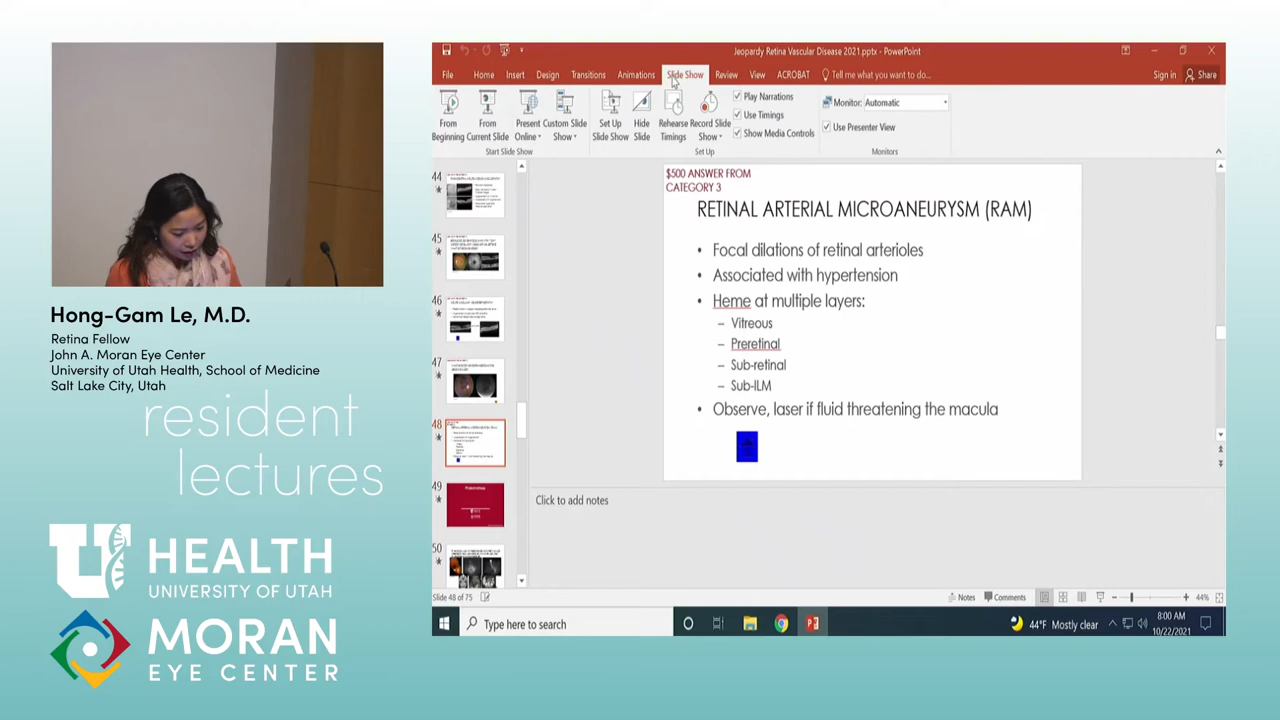 Hong-Gam Le, M.D.
Retina Fellow
John A. Moran Eye Center
University of Utah Health, School of Medicine
Salt Lake City, Utah
resident
lectures
U
HEALTH
UNIVERSITY OF UTAH
MORAN
EYE CENTER
Jeopardy Retina Vascular Disease 2021.pptx - PowerPoint
File Home Insert Design Transitions Animations Slide Show Review View ACROBAT Tell me what you want to do... Sign in Share
From Beginning
From Current Slide
Present Online
Custom Slide Show
Start Slide Show
Set Up Slide Show
Hide Slide
Rehearse Timings
Record Slide Show
Play Narrations
Use Timings
Show Media Controls
Set Up
Monitor: Automatic
Use Presenter View
Monitors
44
45
46
47
48
49
50
$500 ANSWER FROM
CATEGORY 3
RETINAL ARTERIAL MICROANEURYSM (RAM)
• Focal dilations of retinal arterioles
• Associated with hypertension
• Heme at multiple layers:
– Vitreous
– Preretinal
– Sub-retinal
– Sub-ILM
• Observe, laser if fluid threatening the macula
Click to add notes
Slide 48 of 75
Notes Comments 44%
Type here to search
44°F Mostly clear
8:00 AM
10/22/2021